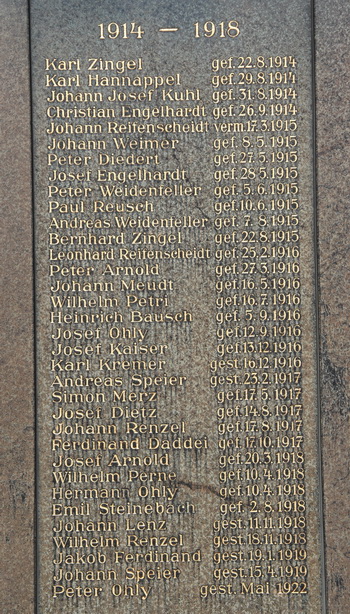 1914 — 1918
Karl Zingel gef. 22.8.1914
Karl Hannappel gef. 29.8.1914
Johann Josef Kuhl gef. 31.8.1914
Christian Engelhardt gef. 26.9.1914
Johann Reifenscheidt verm.17.3.1915
Johann Weimer gef. 8.5.1915
Peter Diedert gef. 27.5.1915
Josef Engelhardt gef. 28.5.1915
Peter Weidenfeller gef. 5.6.1915
Paul Reusch gef.10.6.1915
Andreas Weidenfeller gef. 7.8.1915
Bernhard Zingel gef.22.8.1915
Leonhard Reifenscheidt gef.25.2.1916
Peter Arnold gef.27.3.1916
Johann Meudt gef.16.5.1916
Wilhelm Petri gef.16.7.1916
Heinrich Bausch gef. 5.9.1916
Josef Ohly gef.12.9.1916
Josef Kaiser gef.13.12.1916
Karl Kremer gest.16.12.1916
Andreas Speier gest.23.2.1917
Simon Merz gef.17.5.1917
Josef Dietz gef.14.8.1917
Johann Renzel gef.17.8.1917
Ferdinand Daddei gef.17.10.1917
Josef Arnold gef.20.3.1918
Wilhelm Perne gef.10.4.1918
Hermann Ohly gef.10.4.1918
Emil Steinebach gef. 2.8.1918
Johann Lenz gest.11.11.1918
Wilhelm Renzel gest.18.11.1918
Jakob Ferdinand gest.19.1.1919
Johann Speier gest.15.4.1919
Peter Ohly gest. Mai 1922